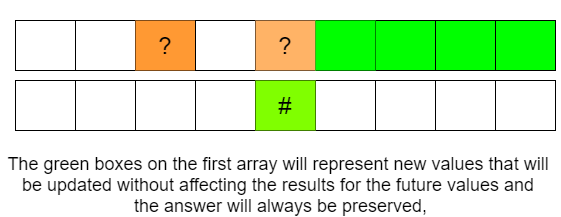 ? ?
#
The green boxes on the first array will represent new values that will
be updated without affecting the results for the future values and
the answer will always be preserved,